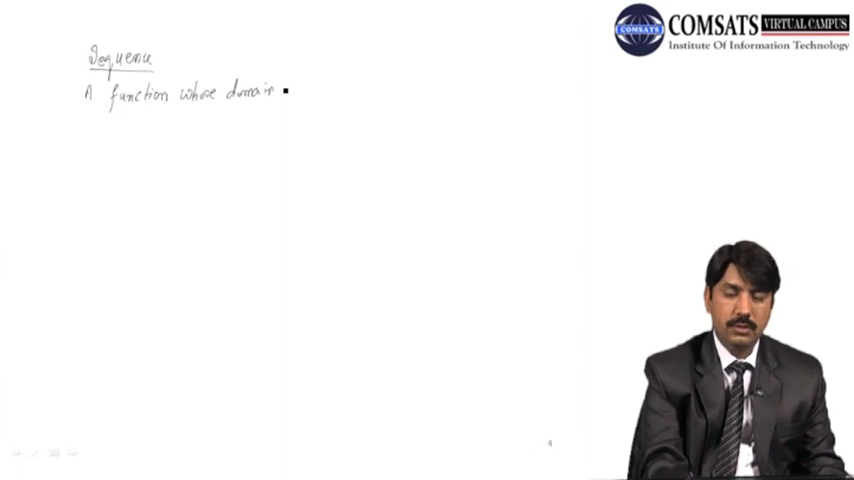 COMSATS VIRTUAL CAMPUS
COMSATS
Institute Of Information Technology
Sequence
A function whose domain
4